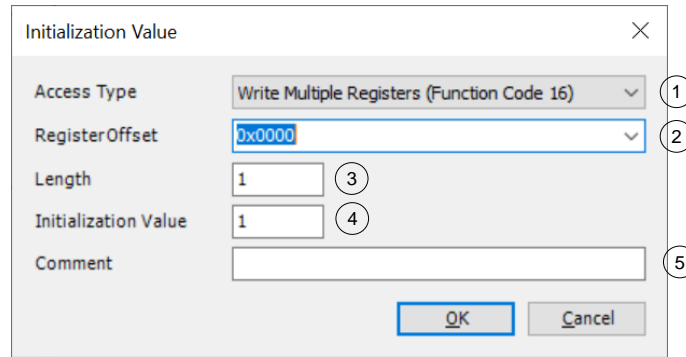 Initialization Value
Access Type Write Multiple Registers (Function Code 16) 1
RegisterOffset 0x0000 2
Length 1 3
Initialization Value 1 4
Comment 5
OK Cancel